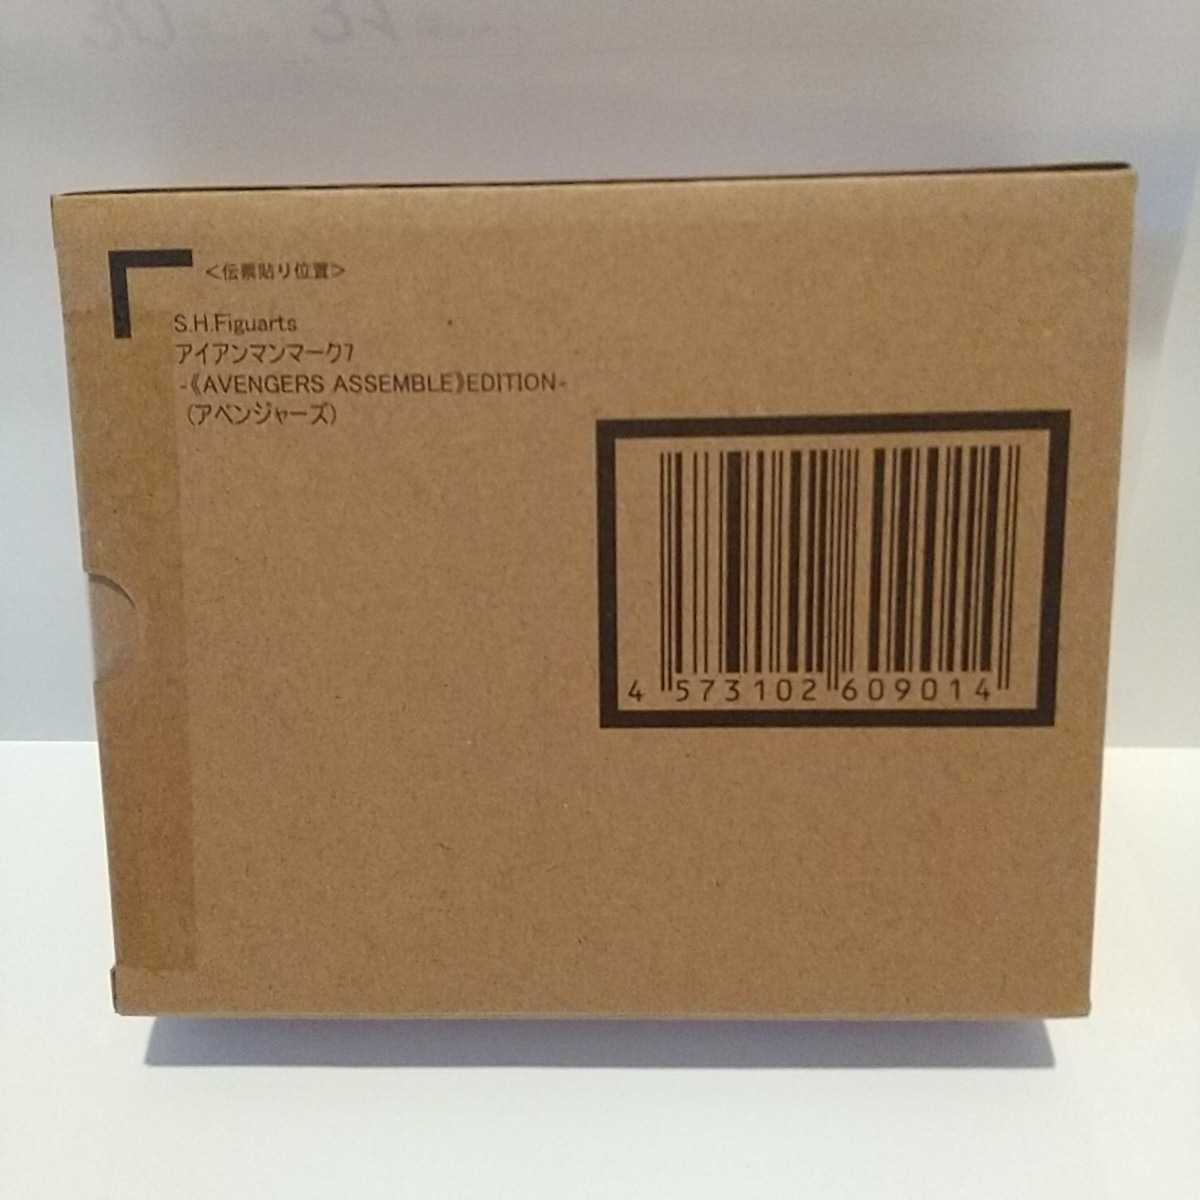 <伝票貼り位置>
S.H.Figuarts
アイアンマンマーク7
-《AVENGERS ASSEMBLE》EDITION-
(アベンジャーズ)
4 573102 609014